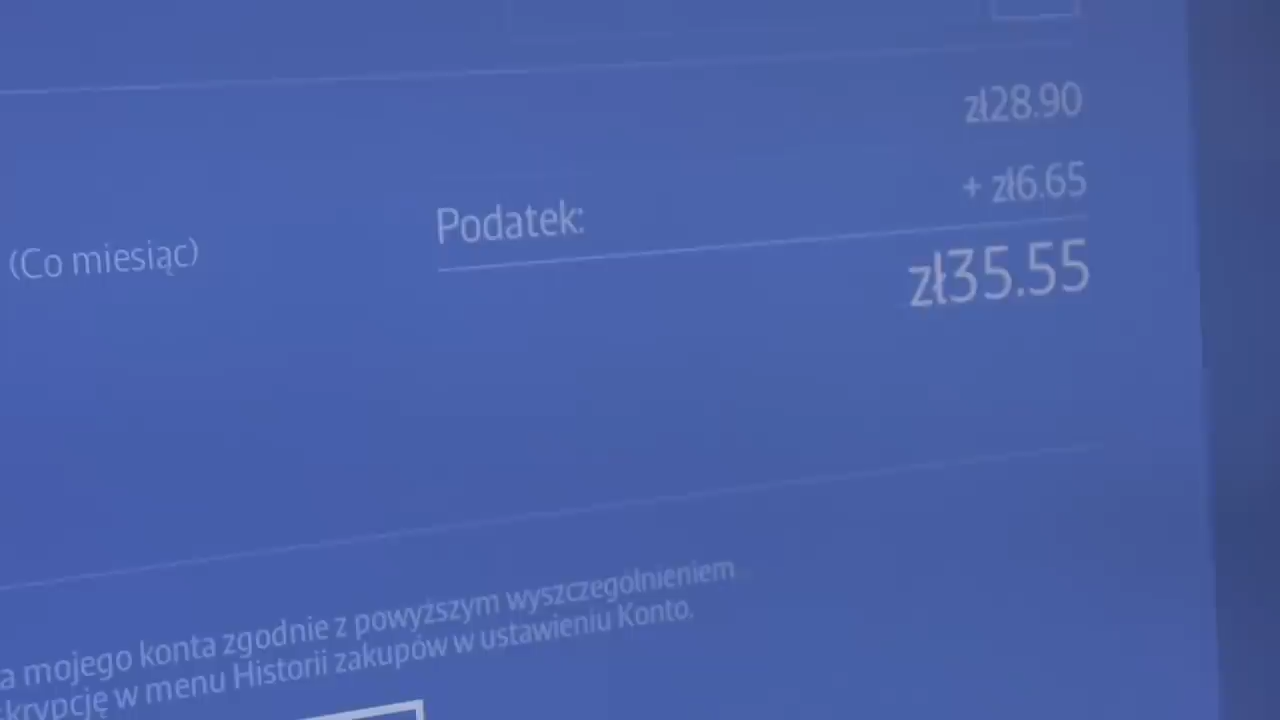 zł28.90
+ zł6.65
Podatek:
(Co miesiąc)
zł35.55
a mojego konta zgodnie z powyższym wyszczególnieniem.
skrypcję w menu Historii zakupów w ustawieniu Konto.